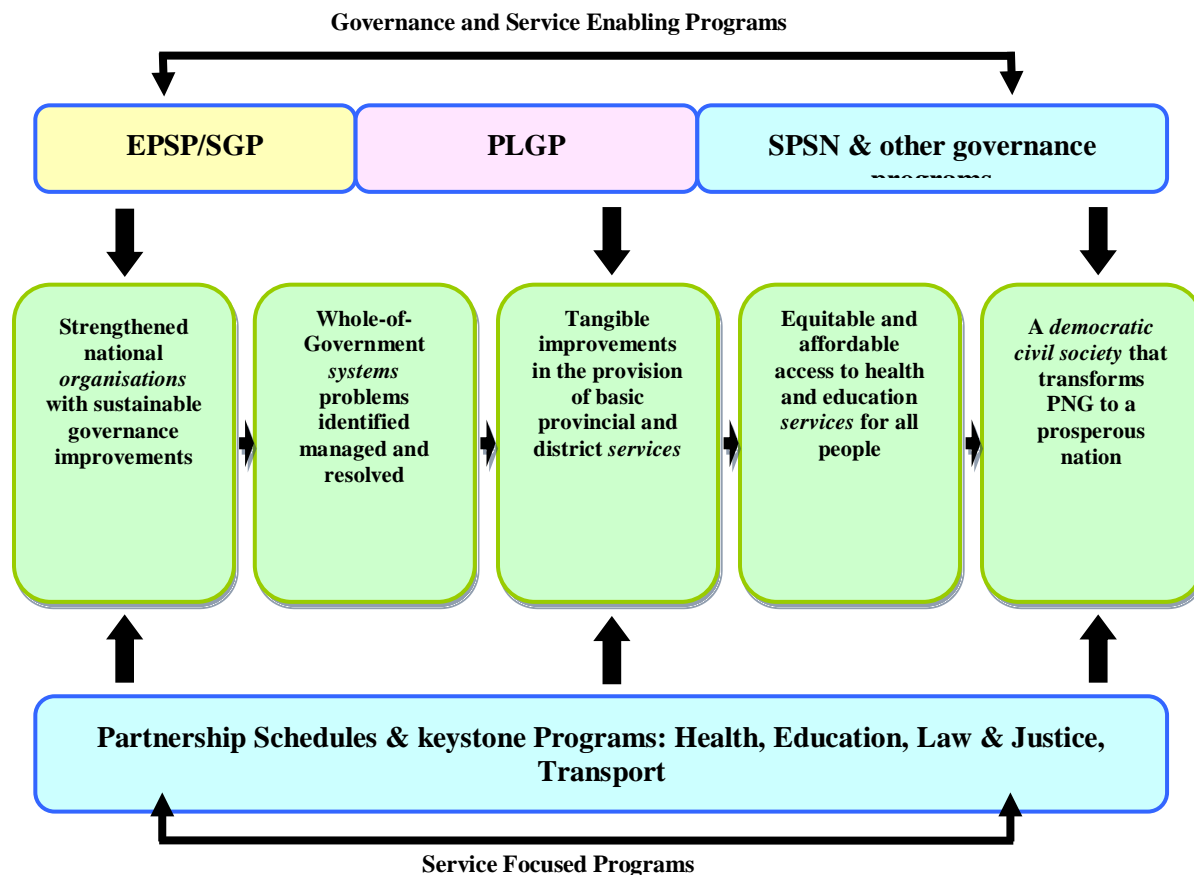 Governance and Service Enabling Programs
EPSP/SGP
PLGP
SPSN & other governance
programs
Strengthened
national
organisations
with sustainable
governance
improvements
Whole-of-
Government
systems
problems
identified
managed and
resolved
Tangible
improvements
in the provision
of basic
provincial and
district services
Equitable and
affordable
access to health
and education
services for all
people
A democratic
civil society that
transforms
PNG to a
prosperous
nation
Partnership Schedules & keystone Programs: Health, Education, Law & Justice,
Transport
Service Focused Programs